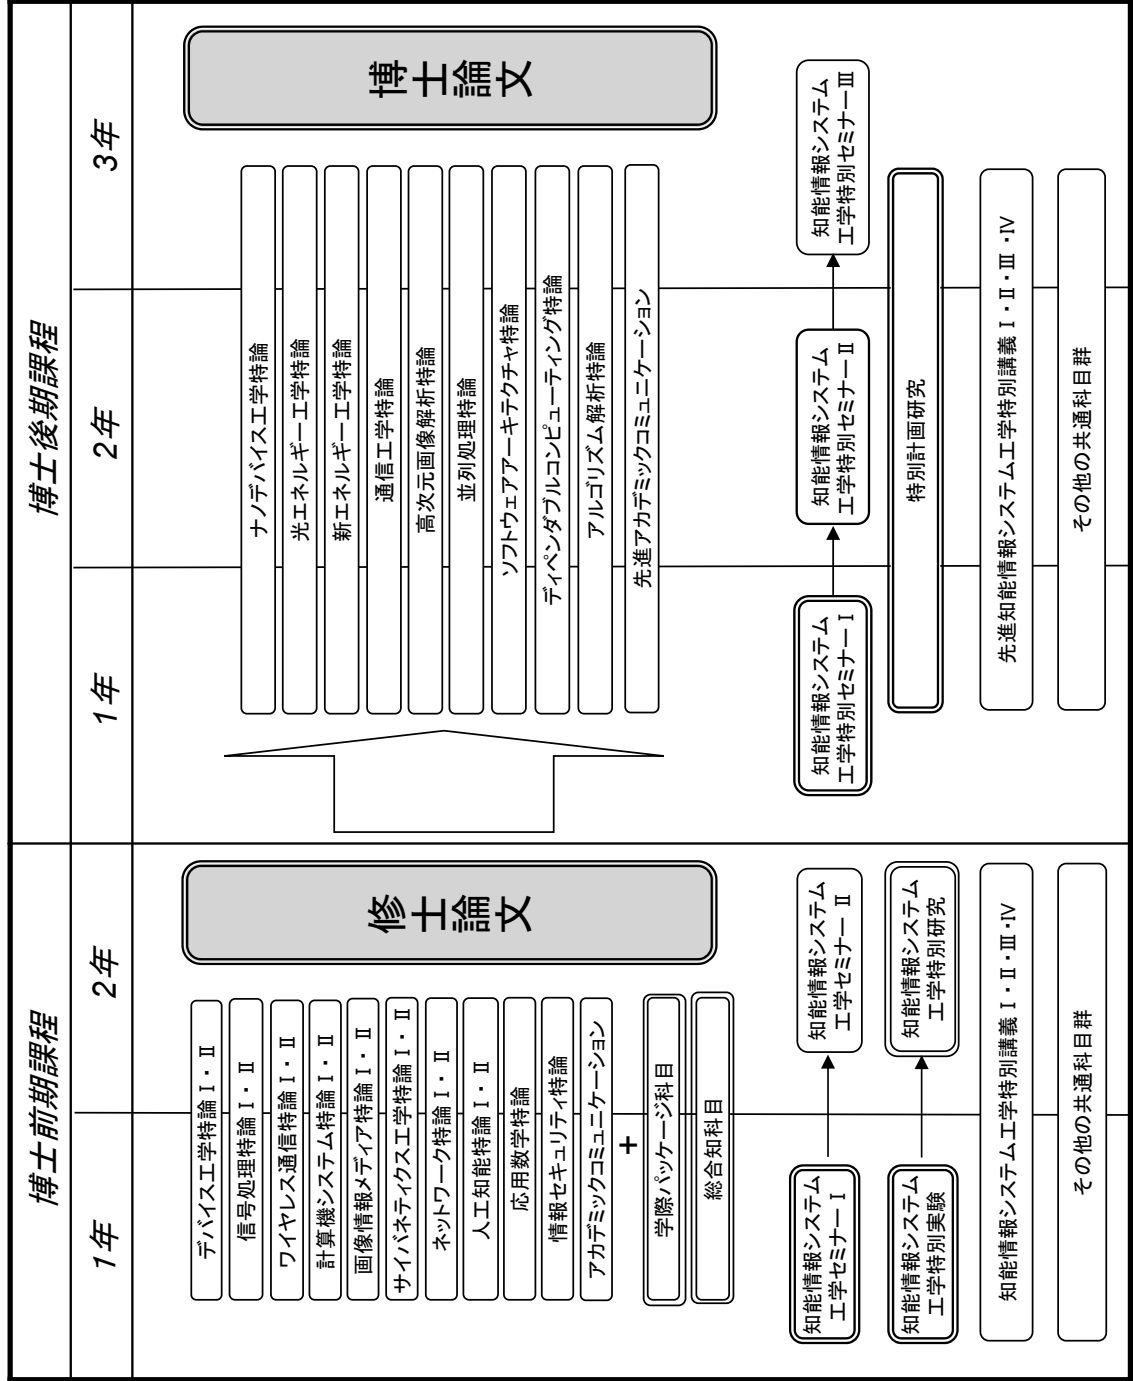 博士前期課程
博士後期課程
1年
2年
1年
2年
3年
デバイス工学特論Ⅰ・Ⅱ
信号処理特論Ⅰ・Ⅱ
ワイヤレス通信特論Ⅰ・Ⅱ
計算機システム特論Ⅰ・Ⅱ
画像情報メディア特論Ⅰ・Ⅱ
サイバネティクス工学特論Ⅰ・Ⅱ
ネットワーク特論Ⅰ・Ⅱ
人工知能特論Ⅰ・Ⅱ
応用数学特論
情報セキュリティ特論
アカデミックコミュニケーション
+
学際パッケージ科目
総合知科目
修士論文
知能情報システム
工学セミナーⅠ
知能情報システム
工学セミナー Ⅱ
知能情報システム
工学特別実験
知能情報システム
工学特別研究
知能情報システム工学特別講義Ⅰ・Ⅱ・Ⅲ・Ⅳ
その他の共通科目群
ナノデバイス工学特論
光エネルギー工学特論
新エネルギー工学特論
通信工学特論
高次元画像解析特論
並列処理特論
ソフトウェアアーキテクチャ特論
ディペンダブルコンピューティング特論
アルゴリズム解析特論
先進アカデミックコミュニケーション
博士論文
知能情報システム
工学特別セミナーⅠ
知能情報システム
工学特別セミナーⅡ
知能情報システム
工学特別セミナーⅢ
特別計画研究
先進知能情報システム工学特別講義Ⅰ・Ⅱ・Ⅲ・Ⅳ
その他の共通科目群